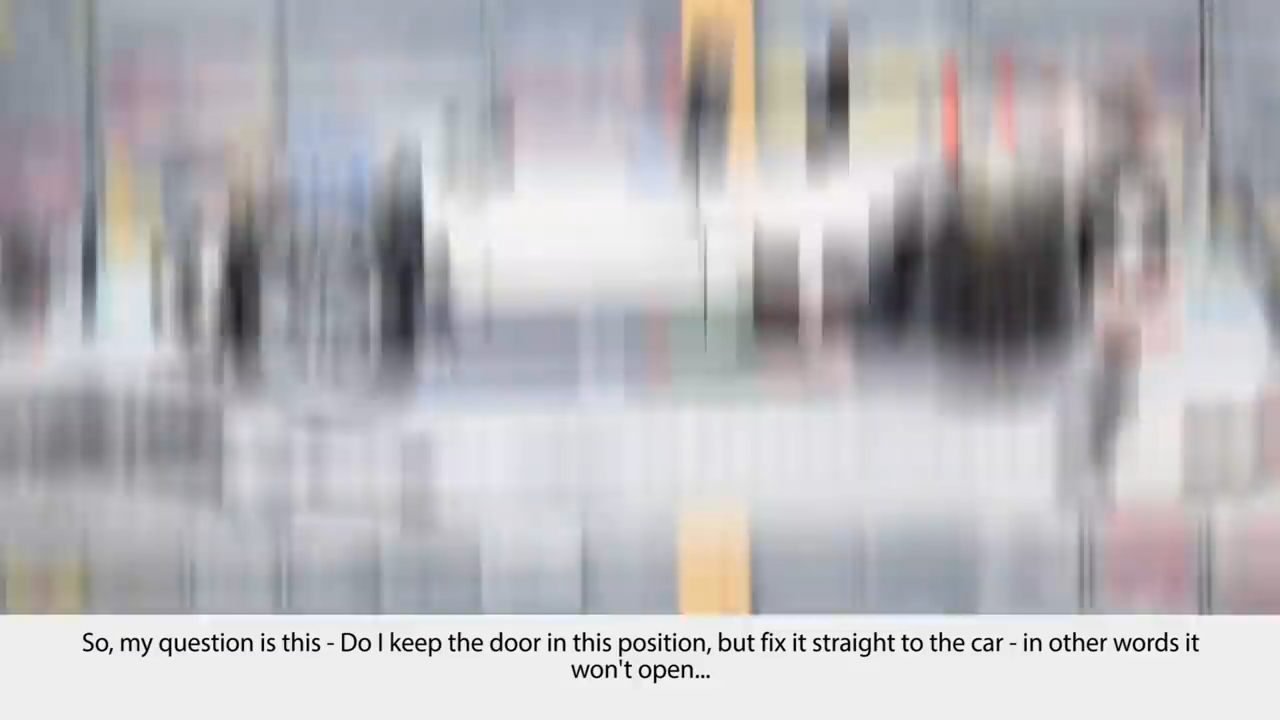 So, my question is this - Do I keep the door in this position, but fix it straight to the car - in other words it
won't open...